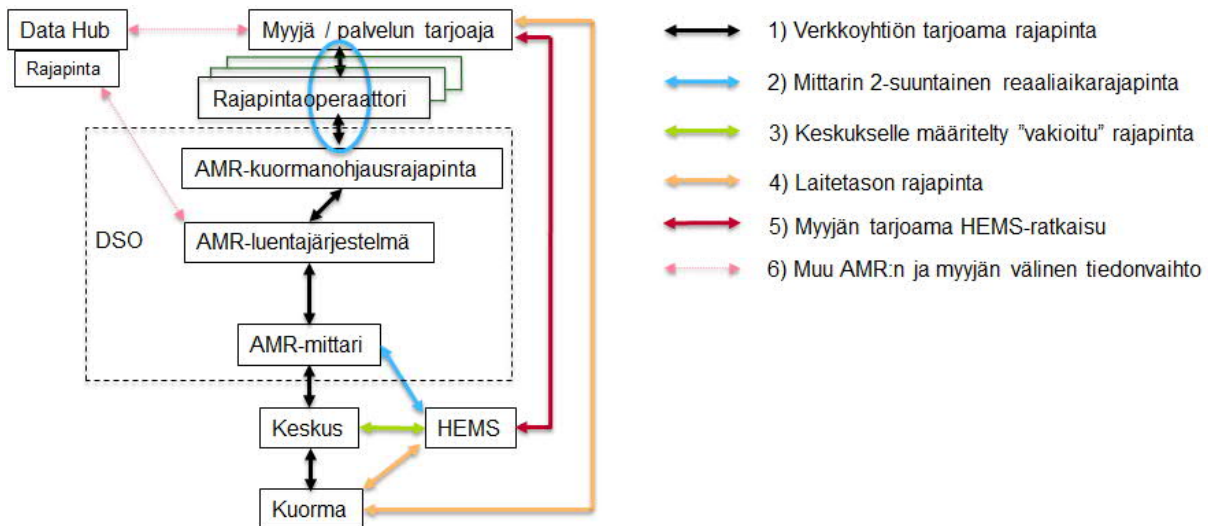 Data Hub
Rajapinta
Myyjä / palvelun tarjoaja
Rajapintaoperaattori
AMR-kuormanohjausrajapinta
DSO
AMR-luentajärjestelmä
AMR-mittari
Keskus
HEMS
Kuorma
1) Verkkoyhtiön tarjoama rajapinta
2) Mittarin 2-suuntainen reaaliaikarajapinta
3) Keskukselle määritelty ”vakioitu” rajapinta
4) Laitetason rajapinta
5) Myyjän tarjoama HEMS-ratkaisu
6) Muu AMR:n ja myyjän välinen tiedonvaihto